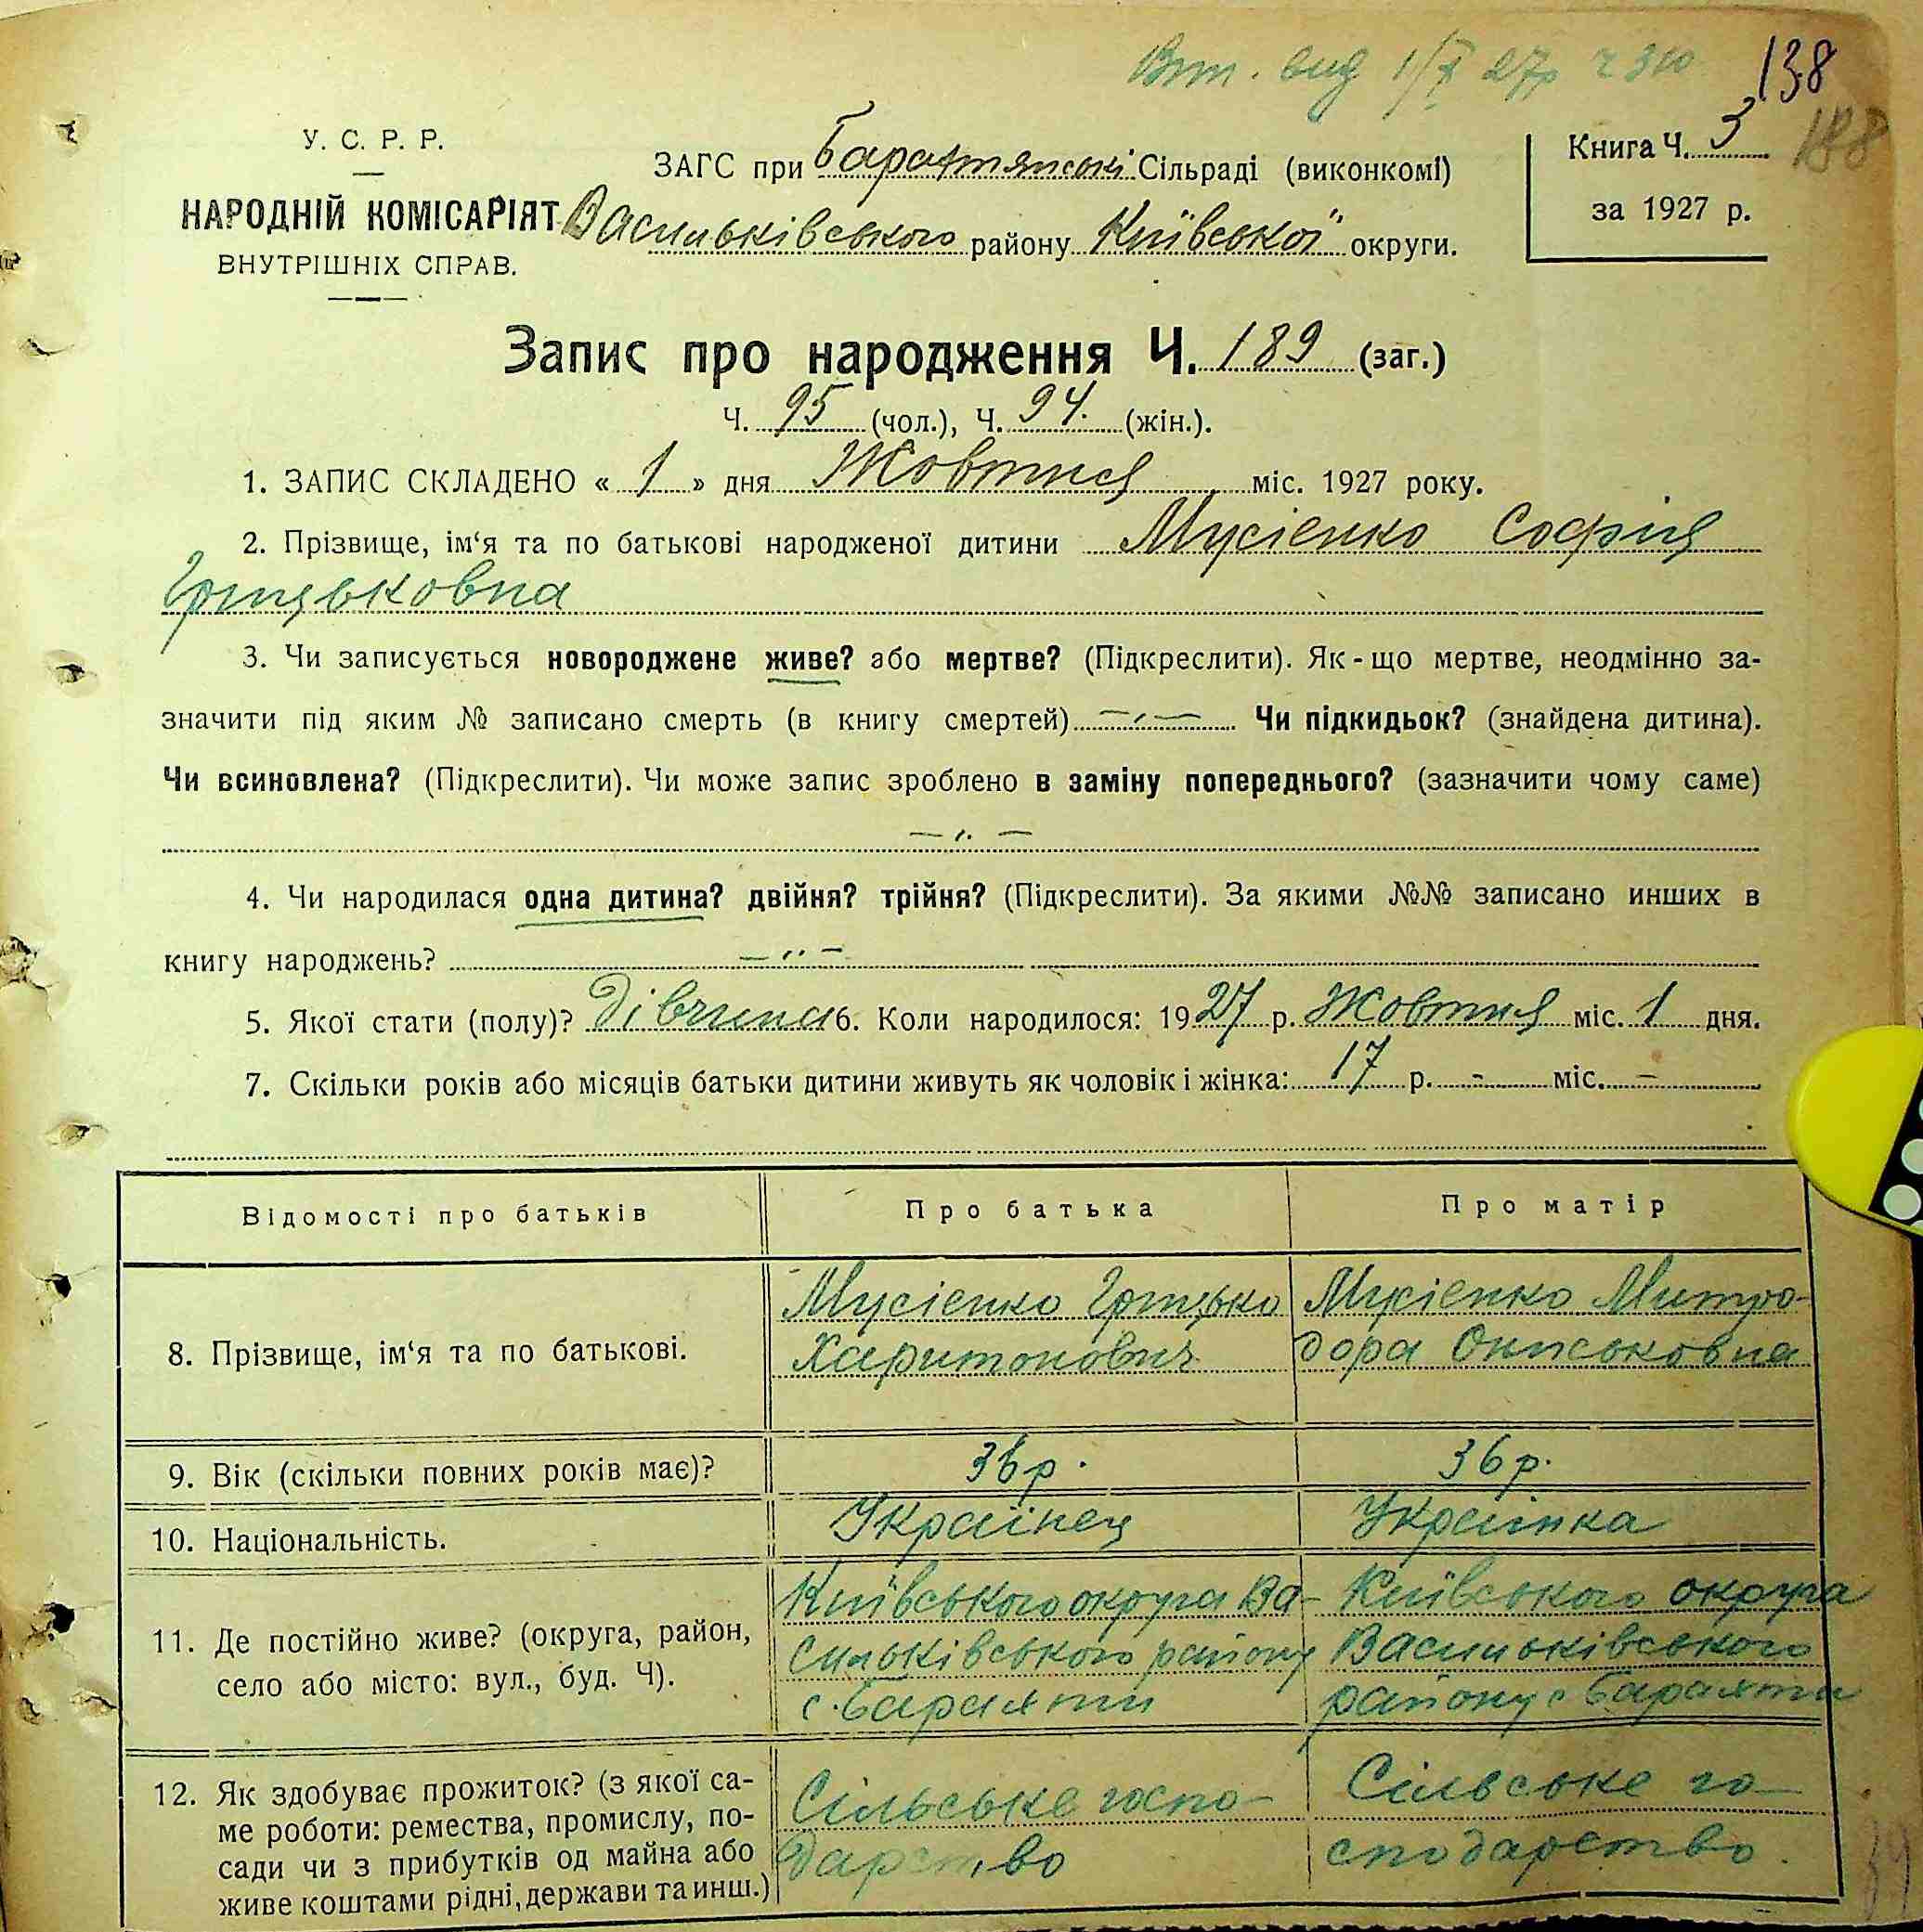 Вит. вид 1/X 27р ч 310 138
188
У. С. Р. Р.
НАРОДНІЙ КОМІСАРІЯТ
ВНУТРІШНІХ СПРАВ.
ЗАГС при Барахтянські Сільраді (виконкомі)
Васильківського району Київської округи.
Книга Ч. 3
за 1927 р.
Запис про народження Ч. 189 (заг.)
Ч. 95 (чол.), Ч. 94. (жін.).
1. ЗАПИС СКЛАДЕНО « 1 » дня Жовтня міс. 1927 року.
2. Прізвище, ім‘я та по батькові народженої дитини Мусієнко Софія
Грицьковна
3. Чи записується новороджене живе? або мертве? (Підкреслити). Як-що мертве, неодмінно за-
значити під яким № записано смерть (в книгу смертей) Чи підкидьок? (знайдена дитина).
Чи всиновлена? (Підкреслити). Чи може запис зроблено в заміну попереднього? (зазначити чому саме)
4. Чи народилася одна дитина? двійня? трійня? (Підкреслити). За якими №№ записано инших в
книгу народжень?
5. Якої стати (полу)? Дівчина 6. Коли народилося: 1927 р. Жовтня міс. 1 дня.
7. Скільки років або місяців батьки дитини живуть як чоловік і жінка: 17 р. - міс. -
Відомості про батьків Про батька Про матір
8. Прізвище, ім‘я та по батькові.
Мусієнко Грицько
Харитонович
Мусієнко Митро-
дора Ониськовна
9. Вік (скільки повних років має)? 36 р. 36 р.
10. Національність. Українец Українка
11. Де постійно живе? (округа, район,
село або місто: вул., буд. Ч).
Київського округа Ва-
сильківського району
с. Барахти
Київського округа
Васильківського
району с Барахти
12. Як здобуває прожиток? (з якої са-
ме роботи: ремества, промислу, по-
сади чи з прибутків од майна або
живе коштами рідні, держави та инш.)
Сільське госпо-
дарство
Сільське го-
сподарство.